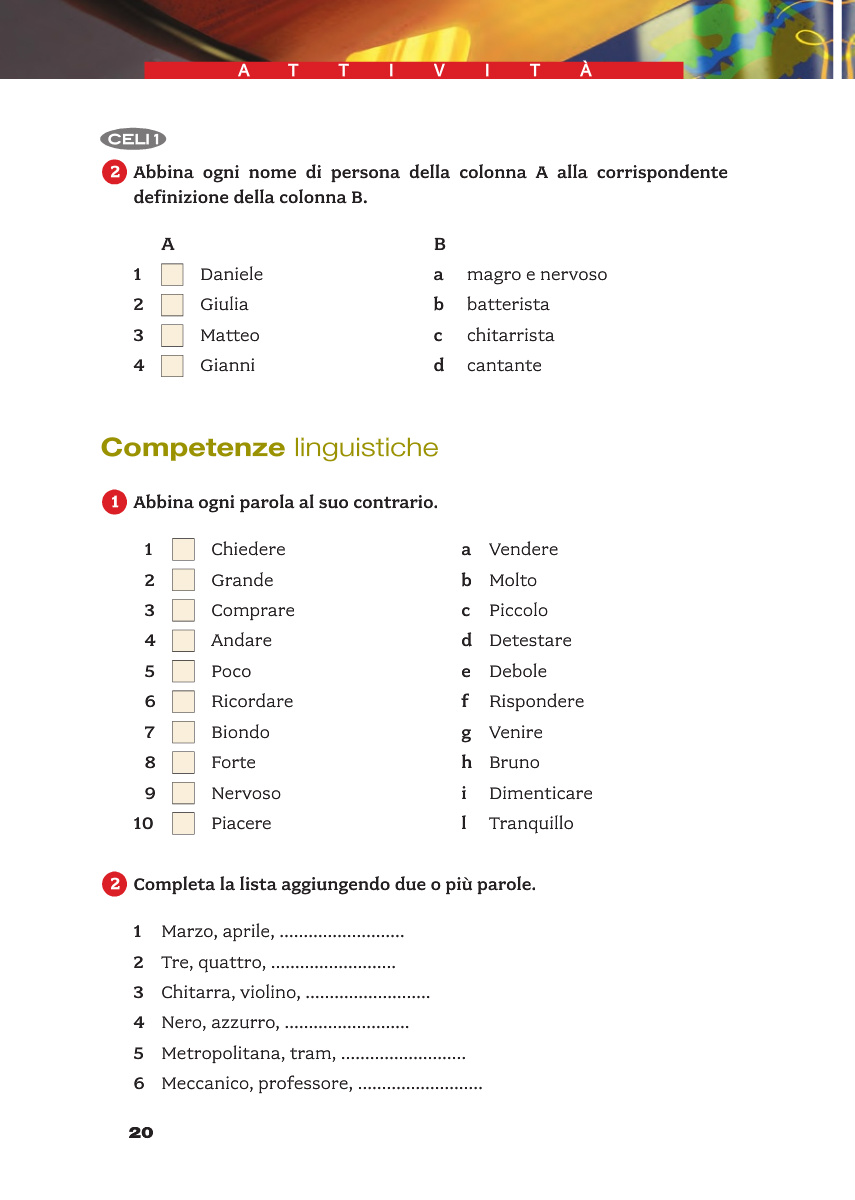 ATTIVITÀ
CELI 1
2 Abbina ogni nome di persona della colonna A alla corrispondente
definizione della colonna B.
A B
1 Daniele a magro e nervoso
2 Giulia b batterista
3 Matteo c chitarrista
4 Gianni d cantante
Competenze linguistiche
1 Abbina ogni parola al suo contrario.
1 Chiedere a Vendere
2 Grande b Molto
3 Comprare c Piccolo
4 Andare d Detestare
5 Poco e Debole
6 Ricordare f Rispondere
7 Biondo g Venire
8 Forte h Bruno
9 Nervoso i Dimenticare
10 Piacere l Tranquillo
2 Completa la lista aggiungendo due o più parole.
1 Marzo, aprile, ..........................
2 Tre, quattro, ..........................
3 Chitarra, violino, ..........................
4 Nero, azzurro, ..........................
5 Metropolitana, tram, ..........................
6 Meccanico, professore, ..........................
20